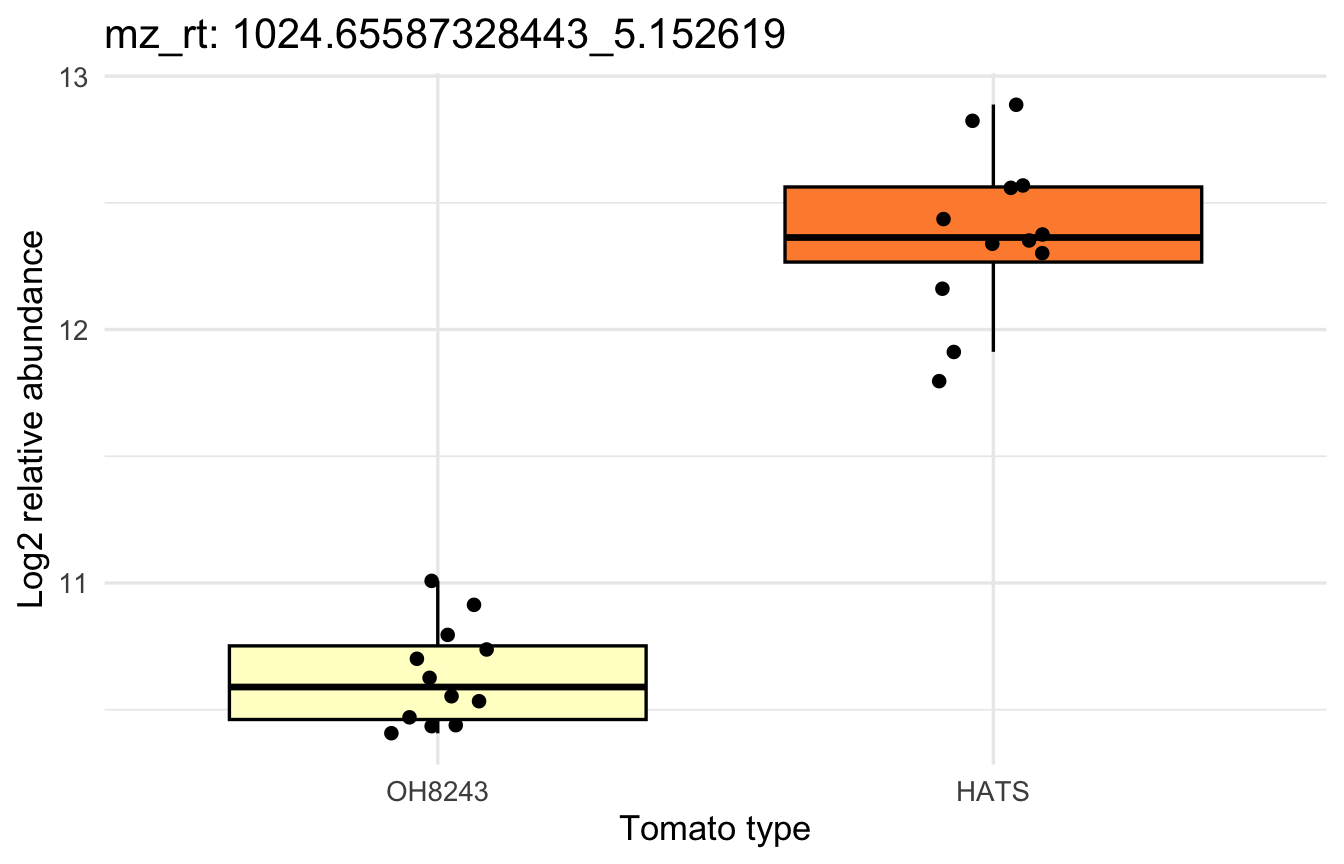 mz_rt: 1024.65587328443_5.152619
13
12
11
Log2 relative abundance
OH8243
HATS
Tomato type